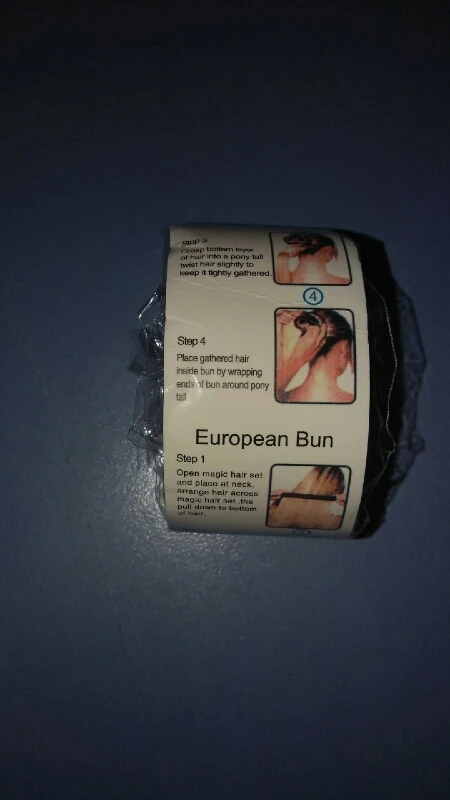 Step 3
Grasp bottom layer
of hair into a pony tall
twist hair slightly to
keep it tightly gathered.
4
Step 4
Place gathered hair
inside bun by wrapping
ends of bun around pony
tall
European Bun
Step 1
Open magic hair set
and place at neck.
arrange hair across
magic hair set ,the
pull down to bottom
of hair.